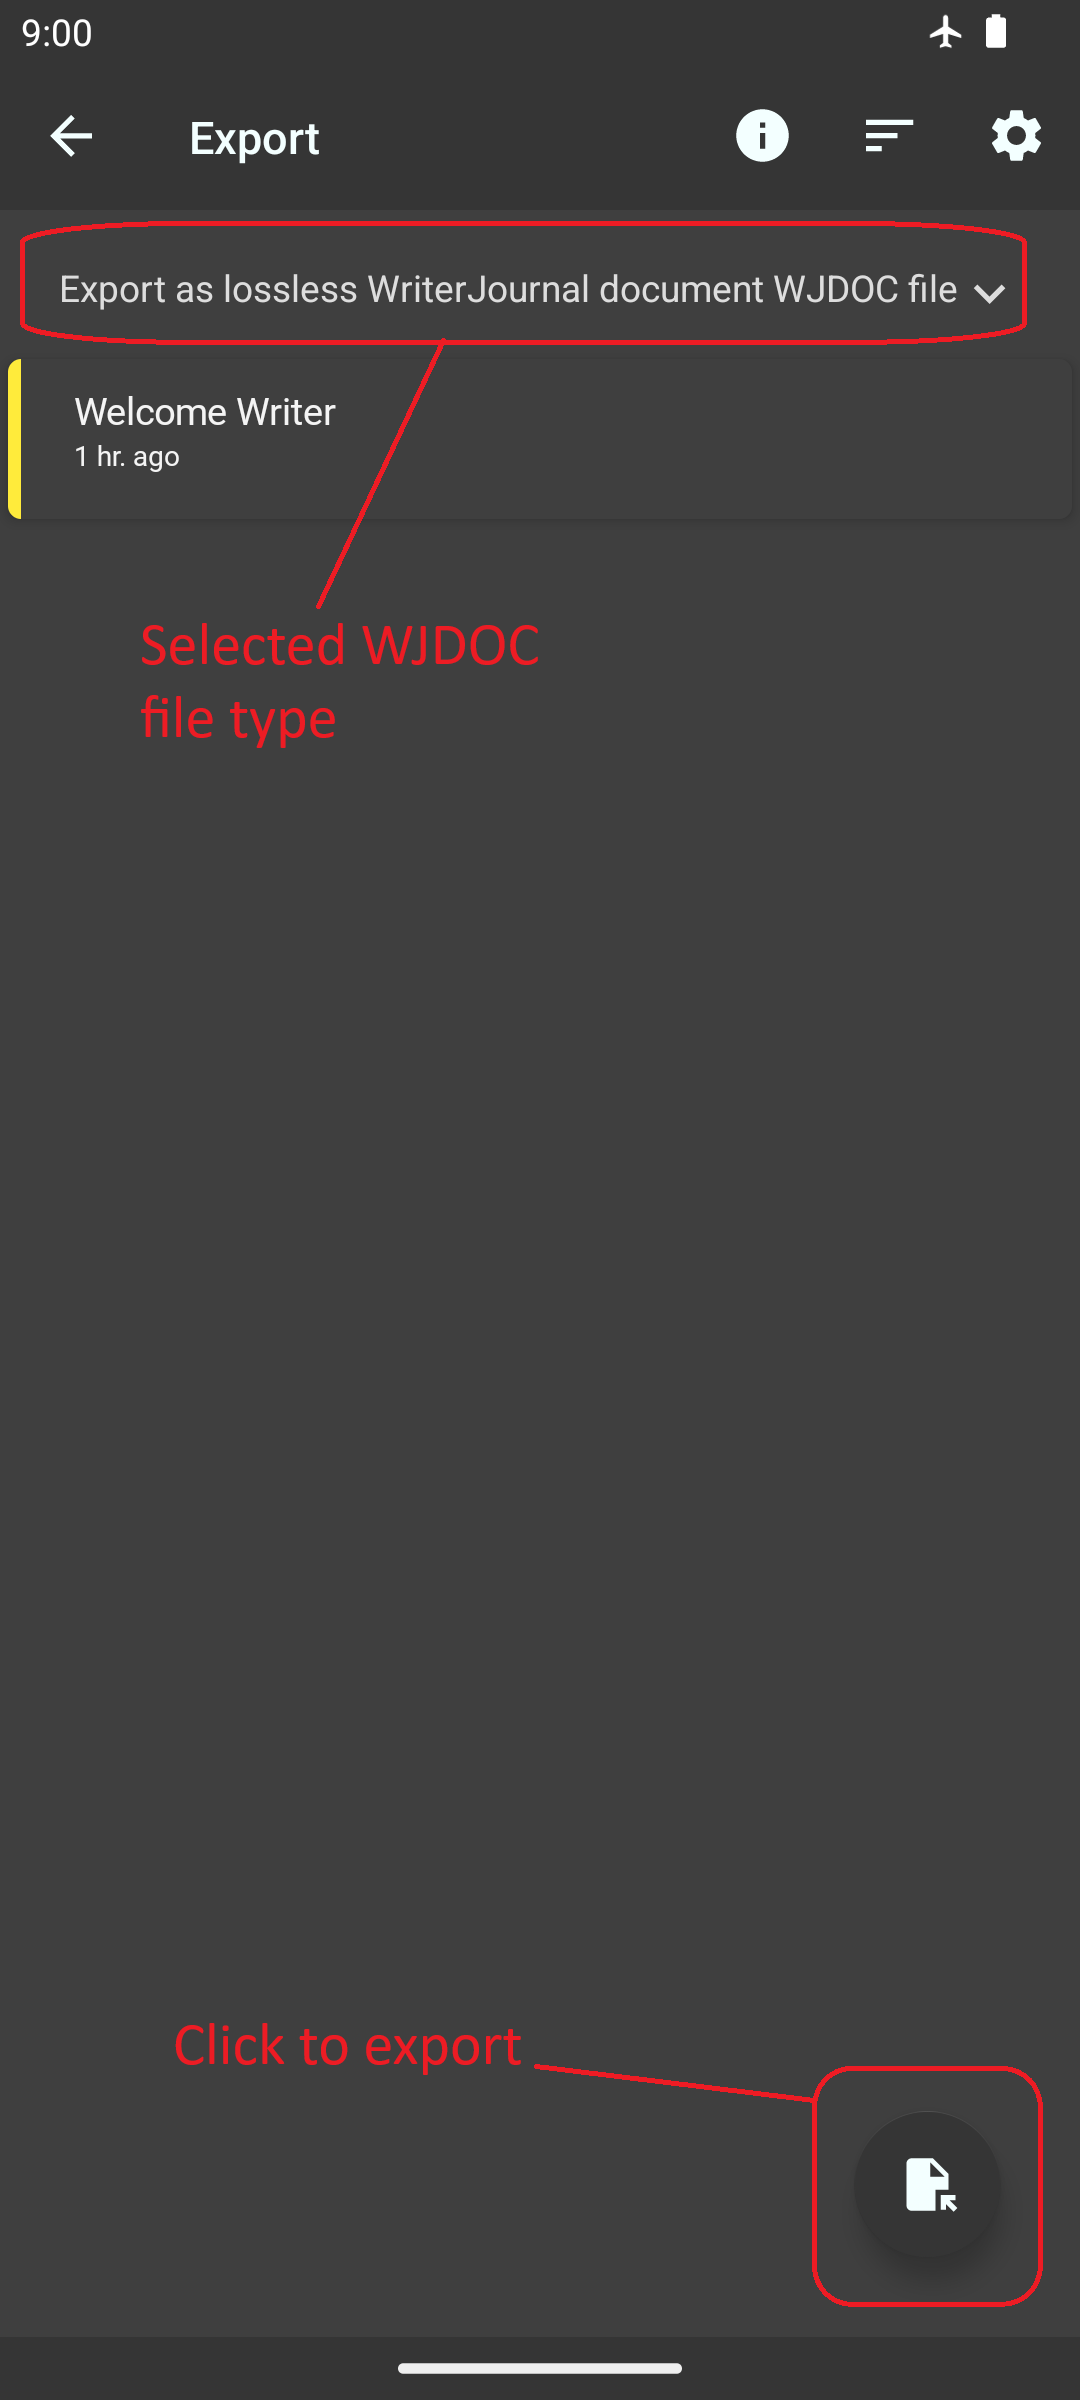 9:00
Export
Export as lossless WriterJournal document WJDOC file
Welcome Writer
1 hr. ago
Selected WJDOC
file type
Click to export